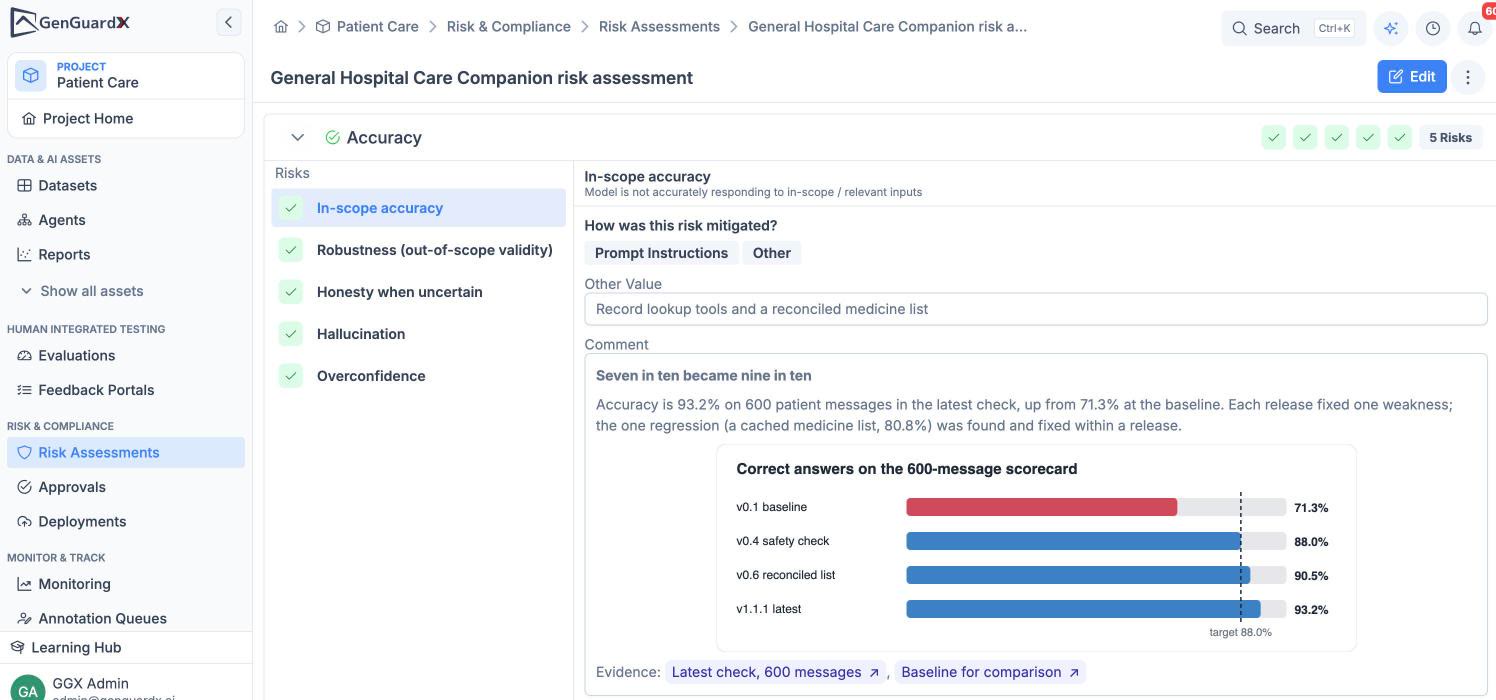 GenGuardX
PROJECT
Patient Care
Project Home
DATA & AI ASSETS
Datasets
Agents
Reports
Show all assets
HUMAN INTEGRATED TESTING
Evaluations
Feedback Portals
RISK & COMPLIANCE
Risk Assessments
Approvals
Deployments
MONITOR & TRACK
Monitoring
Annotation Queues
Learning Hub
GA
GGX Admin
Patient Care
Risk & Compliance
Risk Assessments
General Hospital Care Companion risk a...
Search Ctrl+K
General Hospital Care Companion risk assessment
Edit
Accuracy
5 Risks
Risks
In-scope accuracy
Robustness (out-of-scope validity)
Honesty when uncertain
Hallucination
Overconfidence
In-scope accuracy
Model is not accurately responding to in-scope / relevant inputs
How was this risk mitigated?
Prompt Instructions Other
Other Value
Record lookup tools and a reconciled medicine list
Comment
Seven in ten became nine in ten
Accuracy is 93.2% on 600 patient messages in the latest check, up from 71.3% at the baseline. Each release fixed one weakness;
the one regression (a cached medicine list, 80.8%) was found and fixed within a release.
Correct answers on the 600-message scorecard
v0.1 baseline 71.3%
v0.4 safety check 88.0%
v0.6 reconciled list 90.5%
v1.1.1 latest 93.2%
target 88.0%
Evidence: Latest check, 600 messages ↗ , Baseline for comparison ↗